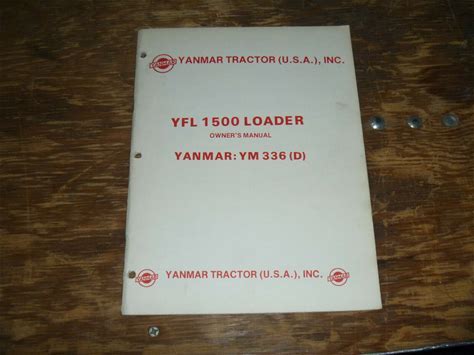 YANMAR TRACTOR (U.S.A.), INC.
YFL 1500 LOADER
OWNER'S MANUAL
YANMAR: YM 336 (D)
YANMAR TRACTOR (U.S.A.), INC.